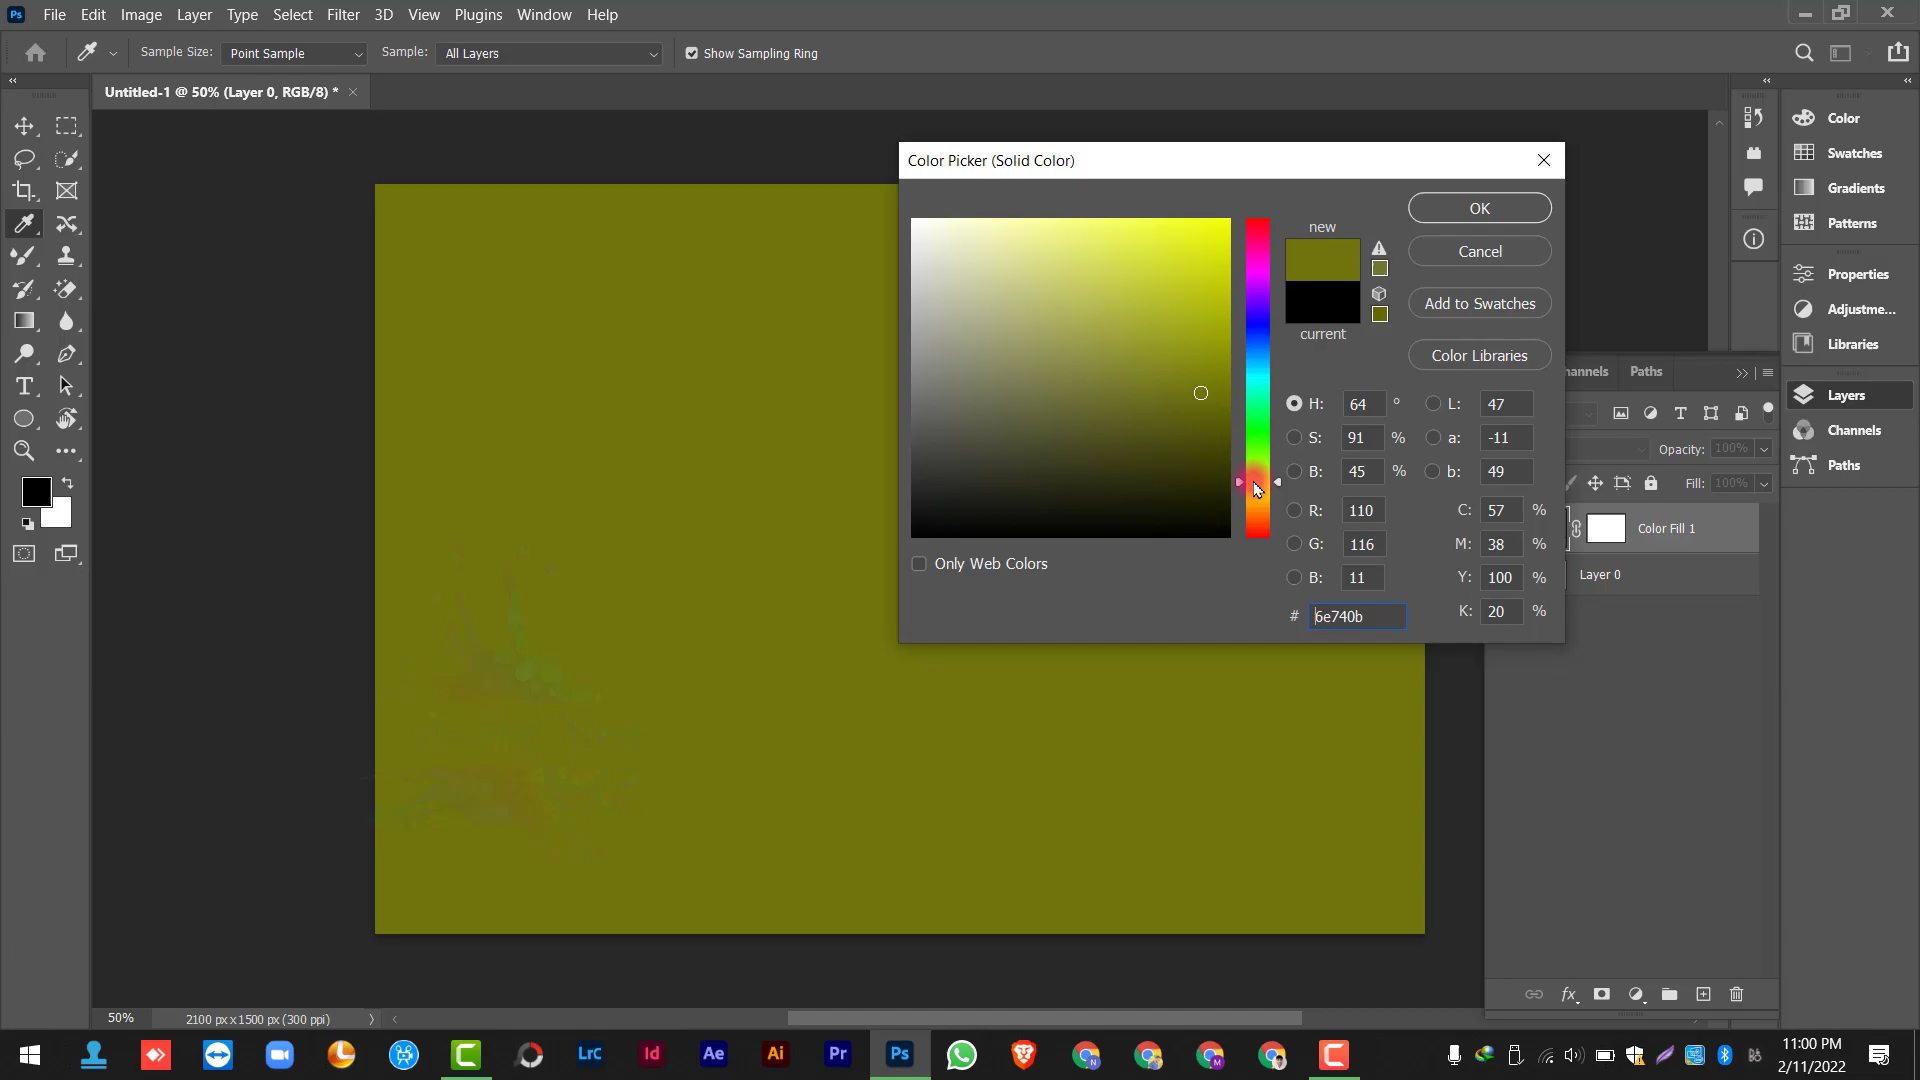 Ps File Edit Image Layer Type Select Filter 3D View Plugins Window Help
Sample Size: Point Sample Sample: All Layers Show Sampling Ring
Untitled-1 @ 50% (Layer 0, RGB/8) *
Color Picker (Solid Color)
new
current
OK
Cancel
Add to Swatches
Color Libraries
H: 64 ° L: 47
S: 91 % a: -11
B: 45 % b: 49
R: 110 C: 57 %
G: 116 M: 38 %
B: 11 Y: 100 %
# 6e740b K: 20 %
Only Web Colors
Color
Swatches
Gradients
Patterns
Properties
Adjustme...
Libraries
Layers
Channels
Paths
hannels Paths
Opacity: 100%
Fill: 100%
Color Fill 1
Layer 0
50% 2100 px x 1500 px (300 ppi)
LrC Id Ae Ai Pr Ps
11:00 PM
2/11/2022